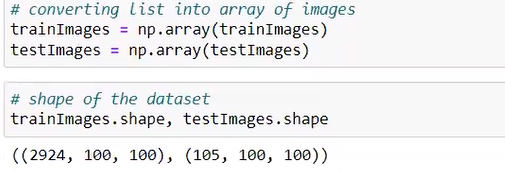 # converting list into array of images
trainImages = np.array(trainImages)
testImages = np.array(testImages)
# shape of the dataset
trainImages.shape, testImages.shape
((2924, 100, 100), (105, 100, 100))